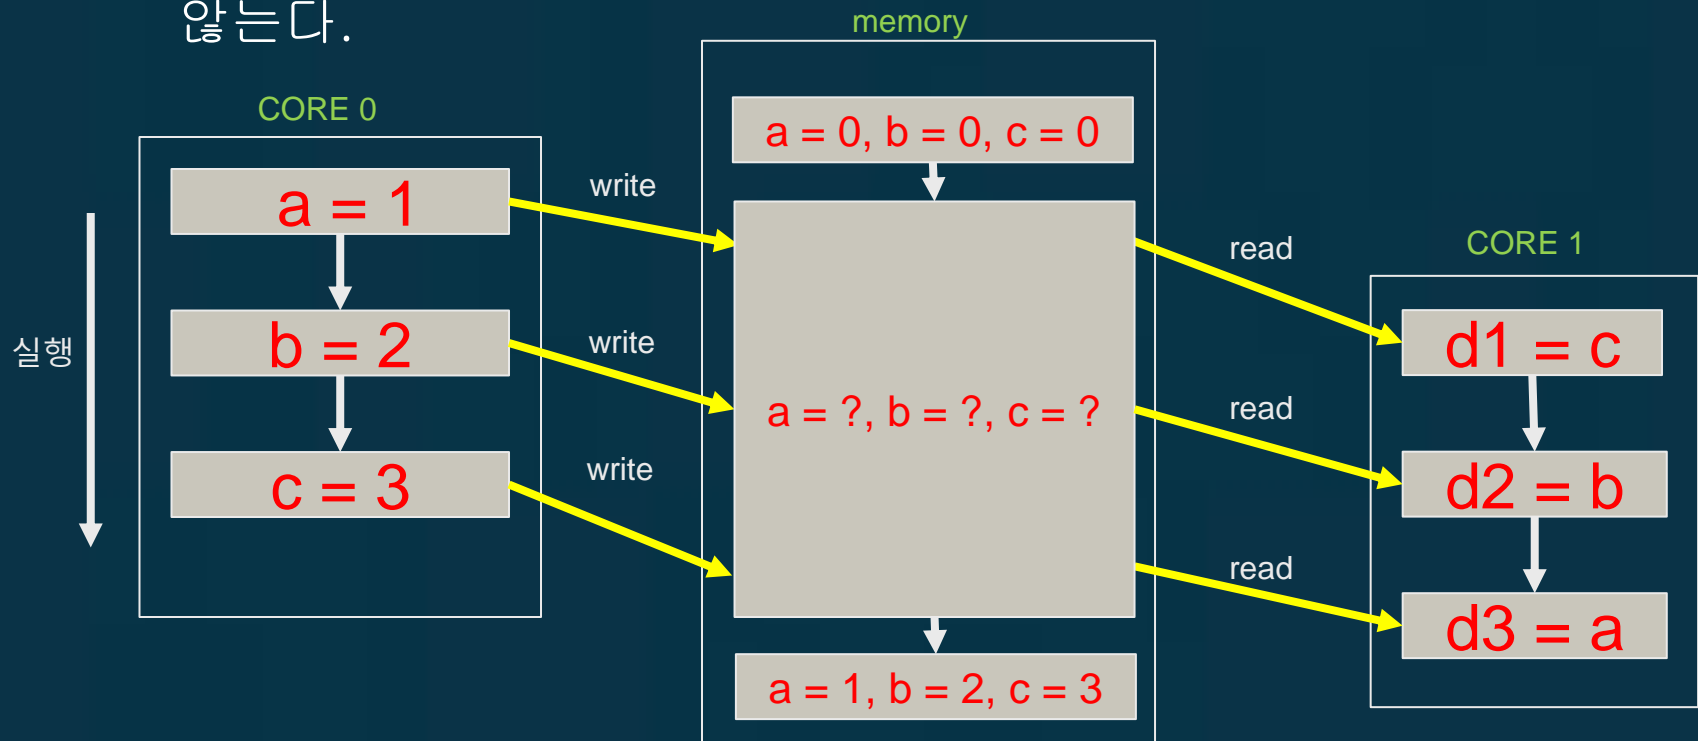 않는다.
memory
CORE 0
a = 0, b = 0, c = 0
a = 1
write
read
CORE 1
실행
b = 2
write
a = ?, b = ?, c = ?
read
d1 = c
c = 3
write
d2 = b
read
d3 = a
a = 1, b = 2, c = 3